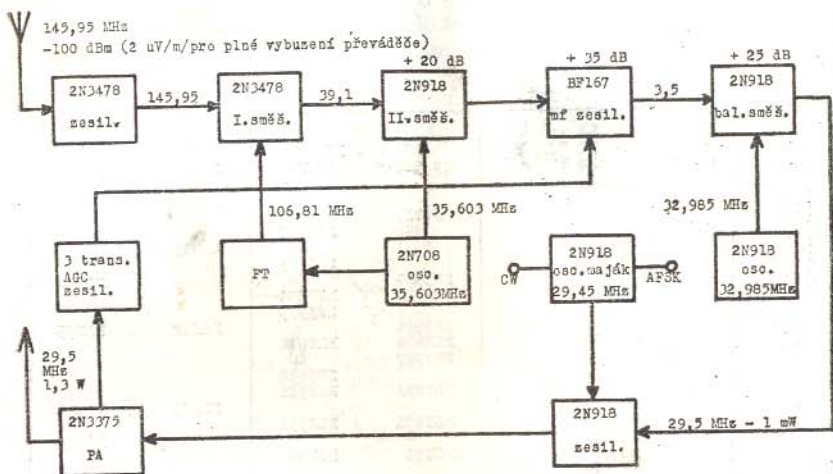 145,95 MHz
-100 dBm (2 uV/m/pro plné vybuzení převáděče)
+ 20 dB
+ 35 dB
+ 25 dB
2N3478
zesil.
145,95
2N3478
I.směš.
39,1
2N918
II.směš.
BF167
mf zesil.
3,5
2N918
bal.směš.
106,81 MHz
35,603 MHz
32,985 MHz
3 trans.
AGC
zesil.
FT
2N708
osc.
35,603MHz
CW
2N918
osc.maják
29,45 MHz
AFSK
2N918
osc.
32,985MHz
29,5
MHz
1,3 W
2N3375
PA
2N918
zesil.
29,5 MHz - 1 mW